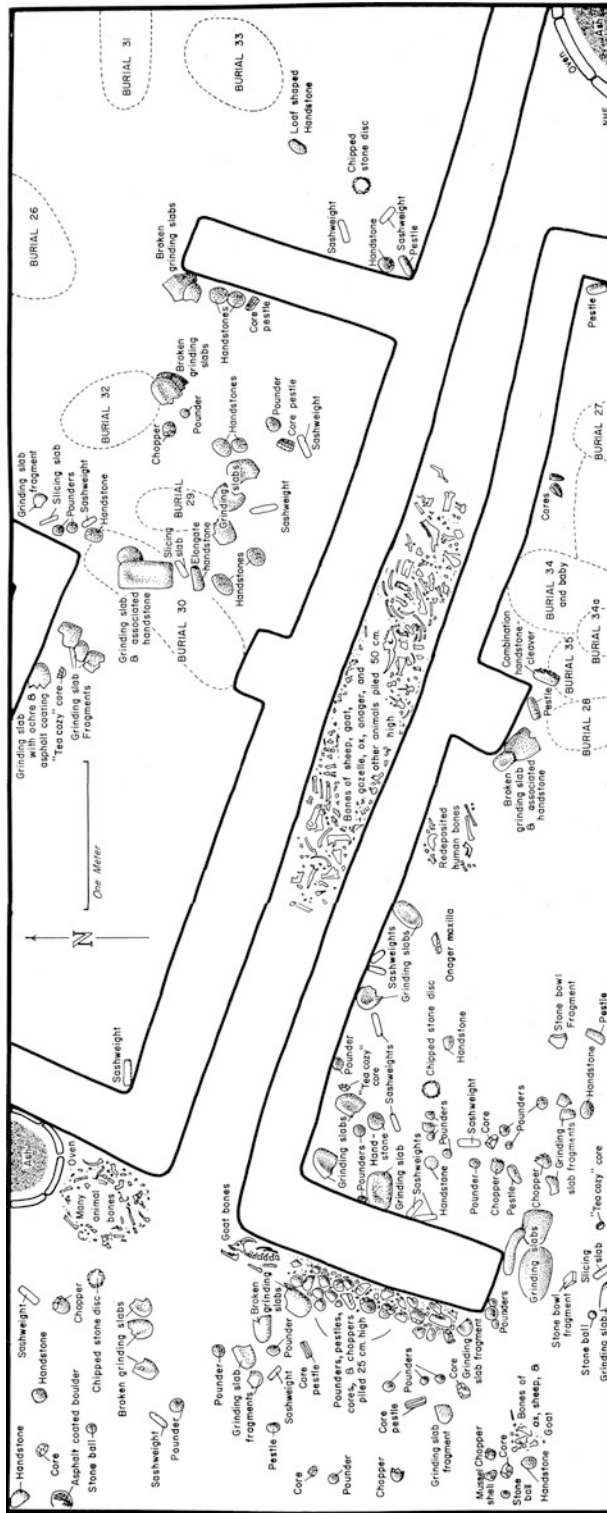 Handstone
Core
Asphalt coated boulder
Stone ball
Sashweight
Handstone
Chopper
Chipped stone disc
Broken grinding slabs
Sashweight
Pounder
Ash
Oven
Many
animal
bones
Sashweight
N
One Meter
Grinding slab
with ochre &
asphalt coating
"Tea cozy" core
Grinding slab
Fragments
Grinding slab
fragment
Slicing slab
Pounders
Sashweight
Handstone
BURIAL 32
BURIAL 26
BURIAL 31
BURIAL 33
Grinding slab
& associated
handstone
BURIAL 30
Slicing
slab
Elongate
handstone
BURIAL
29
Handstones
Grinding slabs
Sashweight
Chopper
Pounder
Broken
grinding slabs
Handstones
Pounder
Core pestle
Sashweight
Broken
grinding slabs
Handstones
Core
pestle
Loaf shaped
Handstone
Chipped
stone disc
Sashweight
Handstone
Sashweight
Pestle
Pounder
Grinding slab
fragments
Pestle
Goat bones
Broken
grinding
slabs
Pounder
Sashweight
Core
pestle
Core
Pounder
Chopper
Pounders, pestles,
cores, & choppers
piled 25 cm. high
Core
pestle
Pounders
Grinding slab
fragment
Core
Grinding
slab fragment
Pounders
Mussel
shell
Chopper
Core
Stone
ball
Bones of
ox, sheep, &
Goat
Handstone
Bones of sheep, goat,
gazelle, ox, onager, and
other animals piled 50 cm.
high
Grinding slabs
Pounder
"Tea cozy"
core
Pounders
Hand-
stone
Grinding slab
Sashweights
Sashweights
Handstone
Pounders
Sashweights
Grinding slabs
Chipped stone disc
Handstone
Onager maxilla
Sashweight
Core
Pounder
Chopper
Pestle
Pounders
Chopper
Grinding
slab fragments
Grinding slabs
Stone bowl
fragment
Slicing
slab
Stone ball
Grinding slab
"Tea cozy" core
Handstone
Pestle
Stone bowl
Fragment
Redeposited
human bones
Broken
grinding slab
& associated
handstone
Pestle
Combination
handstone
cleaver
BURIAL 28
BURIAL 35
BURIAL 34
and baby
BURIAL 34a
BURIAL 27
Cores
Pestle
Oven
Ash